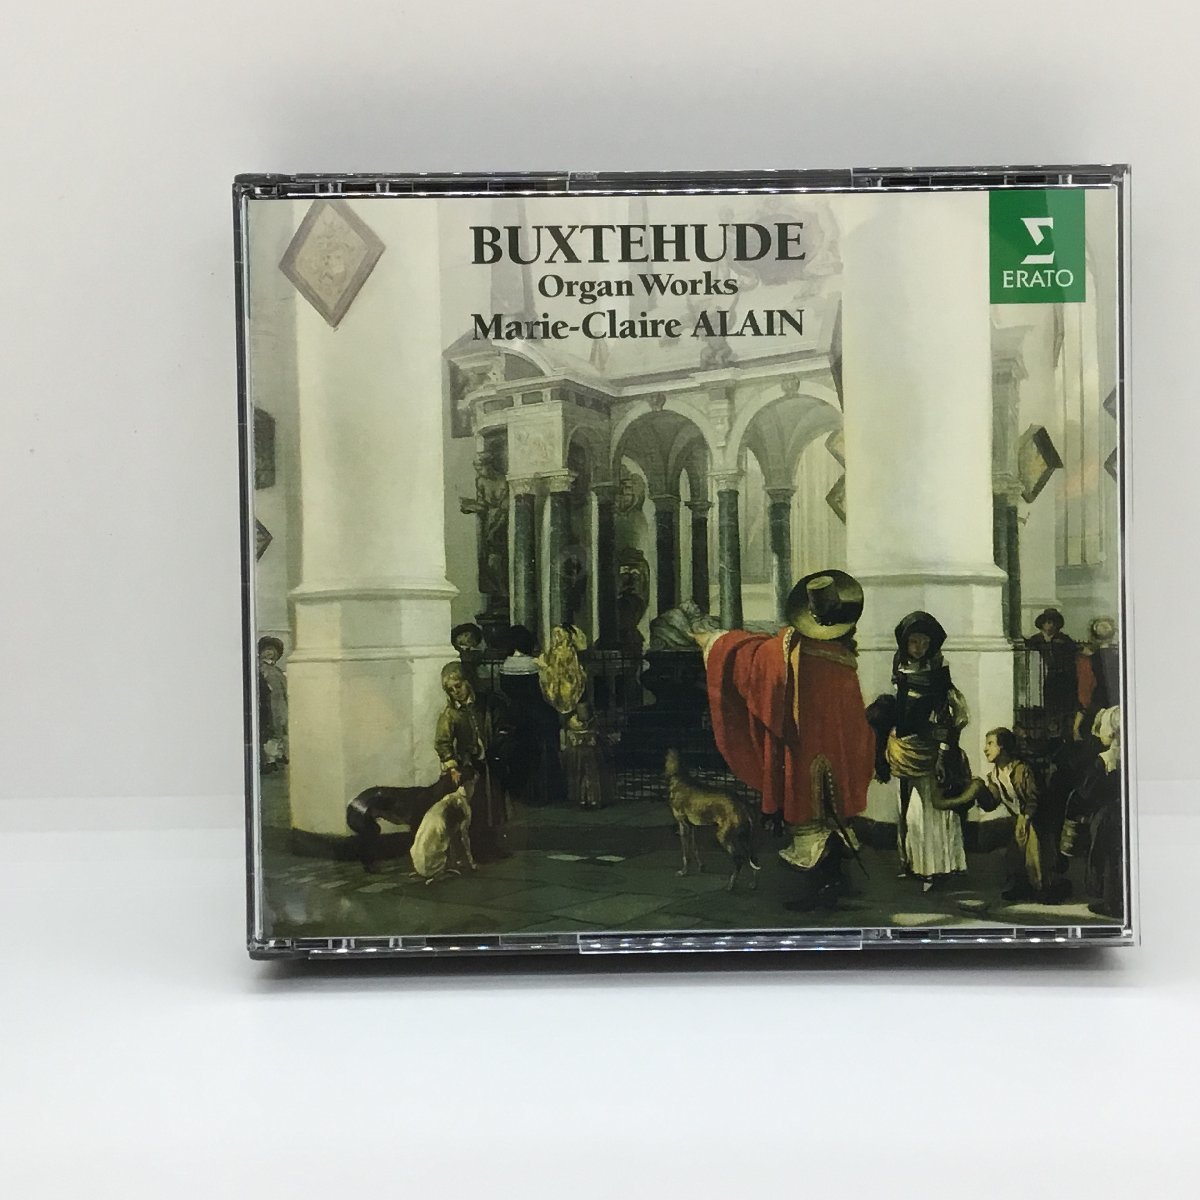 BUXTEHUDE
Organ Works
Marie-Claire ALAIN
ERATO